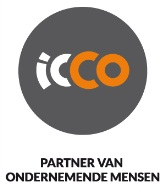 icco
PARTNER VAN
ONDERNEMENDE MENSEN